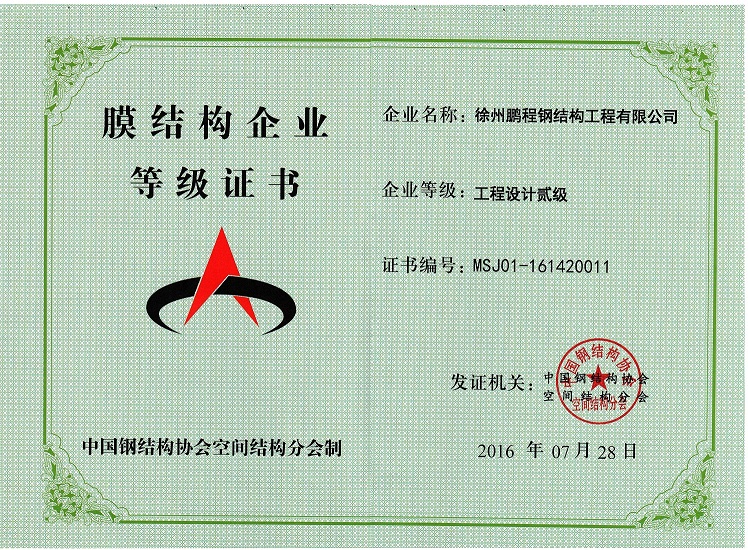 膜结构企业
等级证书
中国钢结构协会空间结构分会制
企业名称：徐州鹏程钢结构工程有限公司
企业等级：工程设计贰级
证书编号：MSJ01-161420011
发证机关：中国钢结构协会
空间结构分会
中国钢结构协会
空间结构分会
2016 年 07 月 28 日